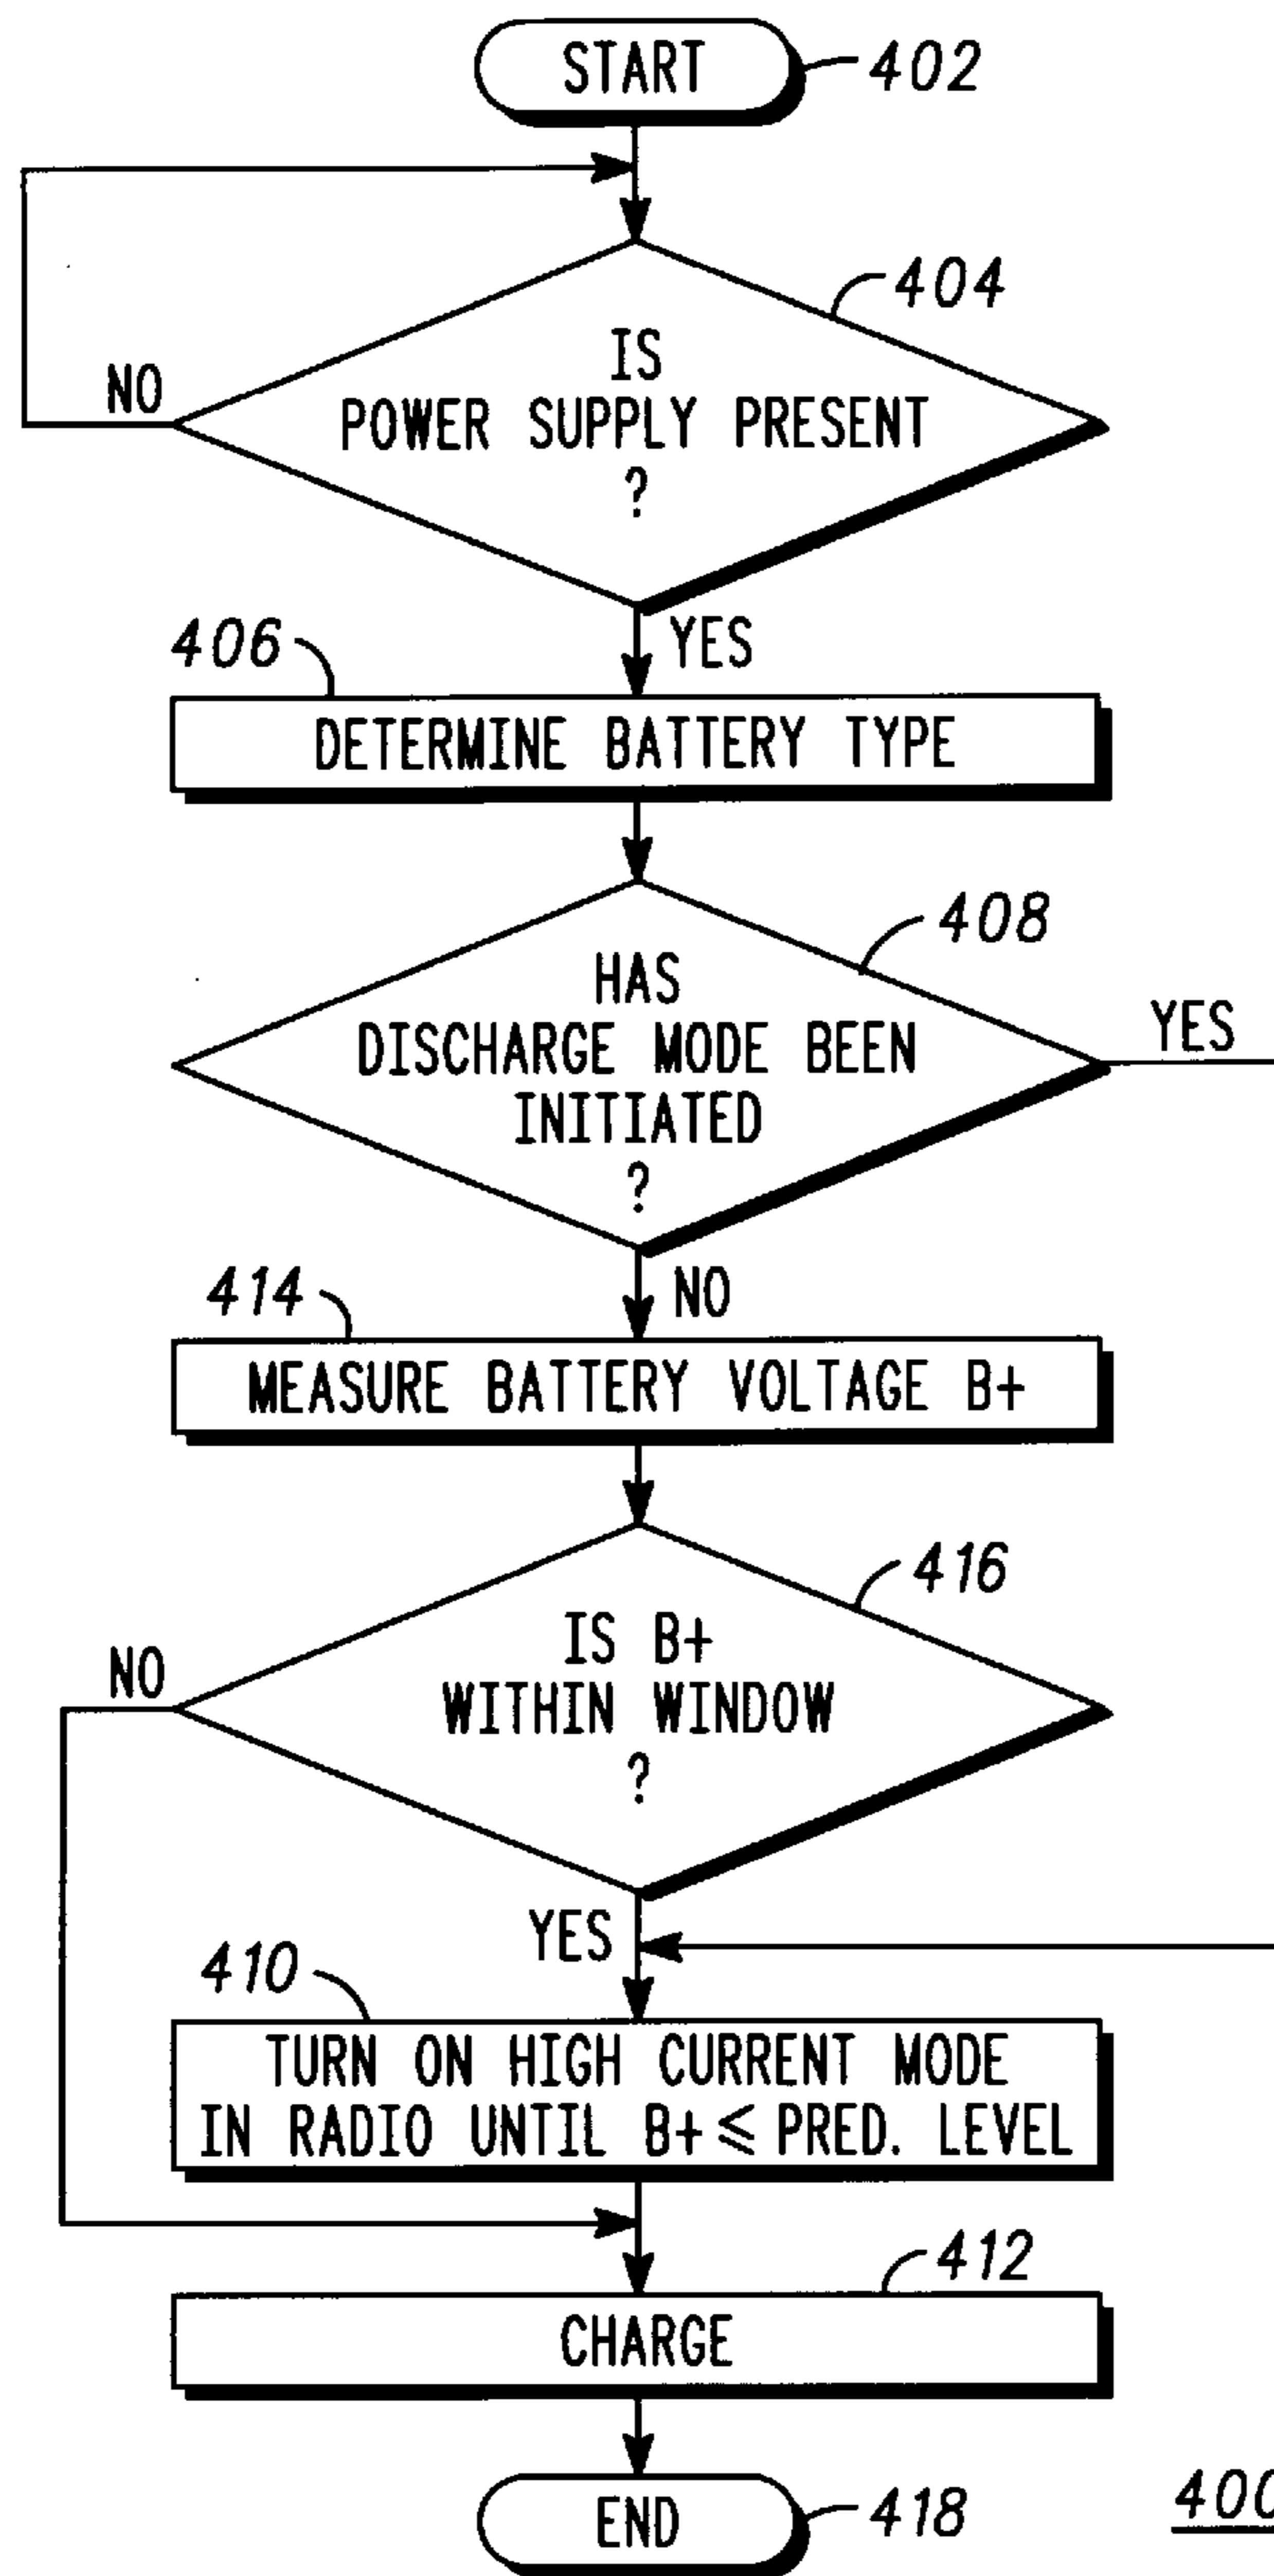 START
402
404
IS
POWER SUPPLY PRESENT
?
NO
YES
406
DETERMINE BATTERY TYPE
408
HAS
DISCHARGE MODE BEEN
INITIATED
?
YES
NO
414
MEASURE BATTERY VOLTAGE B+
416
IS B+
WITHIN WINDOW
?
NO
YES
410
TURN ON HIGH CURRENT MODE
IN RADIO UNTIL B+ ≤ PRED. LEVEL
412
CHARGE
END
418
400